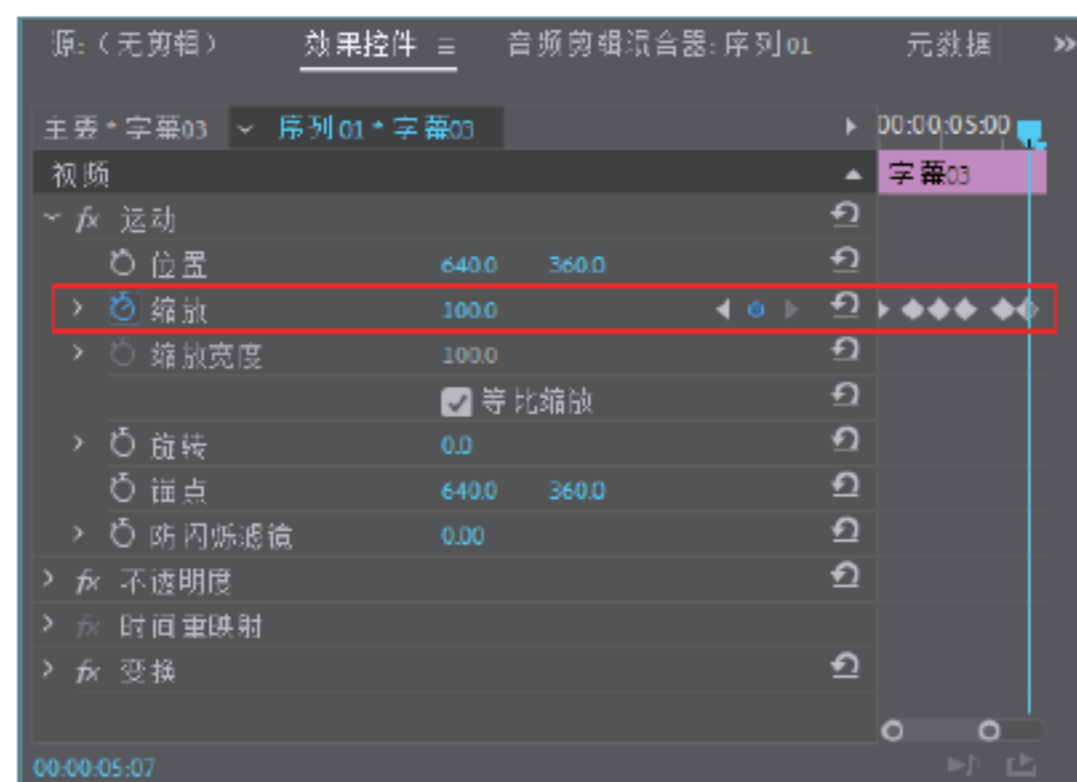 源:（无剪辑） 效果控件 ≡ 音频剪辑混合器: 序列 01 元数据 »
主要 * 字幕03 序列 01 * 字幕03 00:00:05:00
视频 字幕03
fx 运动
位置 640.0 360.0
缩放 100.0
缩放宽度 100.0
等比缩放
旋转 0.0
锚点 640.0 360.0
防闪烁滤镜 0.00
fx 不透明度
fx 时间重映射
fx 变换
00:00:05:07